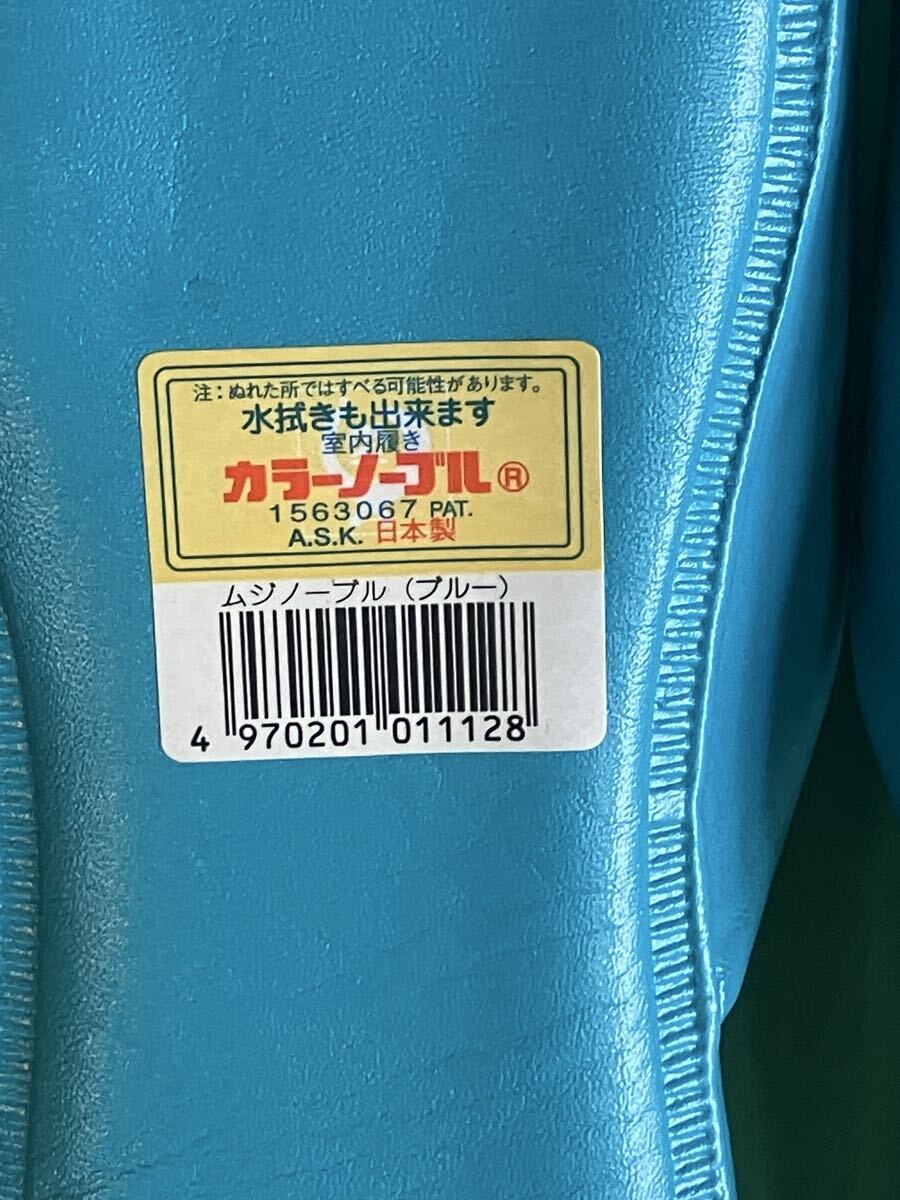 注：ぬれた所ではすべる可能性があります。
水拭きも出来ます
室内履き
カラーノーブル®
1563067 PAT.
A.S.K. 日本製
ムジノーブル（ブルー）
4 970201 011128